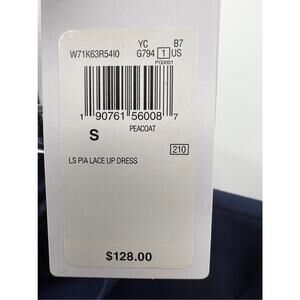 YC B7
W71K63R54I0 G794 1 US
PG0001
1 90761 56008 7
S PEACOAT
210
LS PIA LACE UP DRESS
$128.00